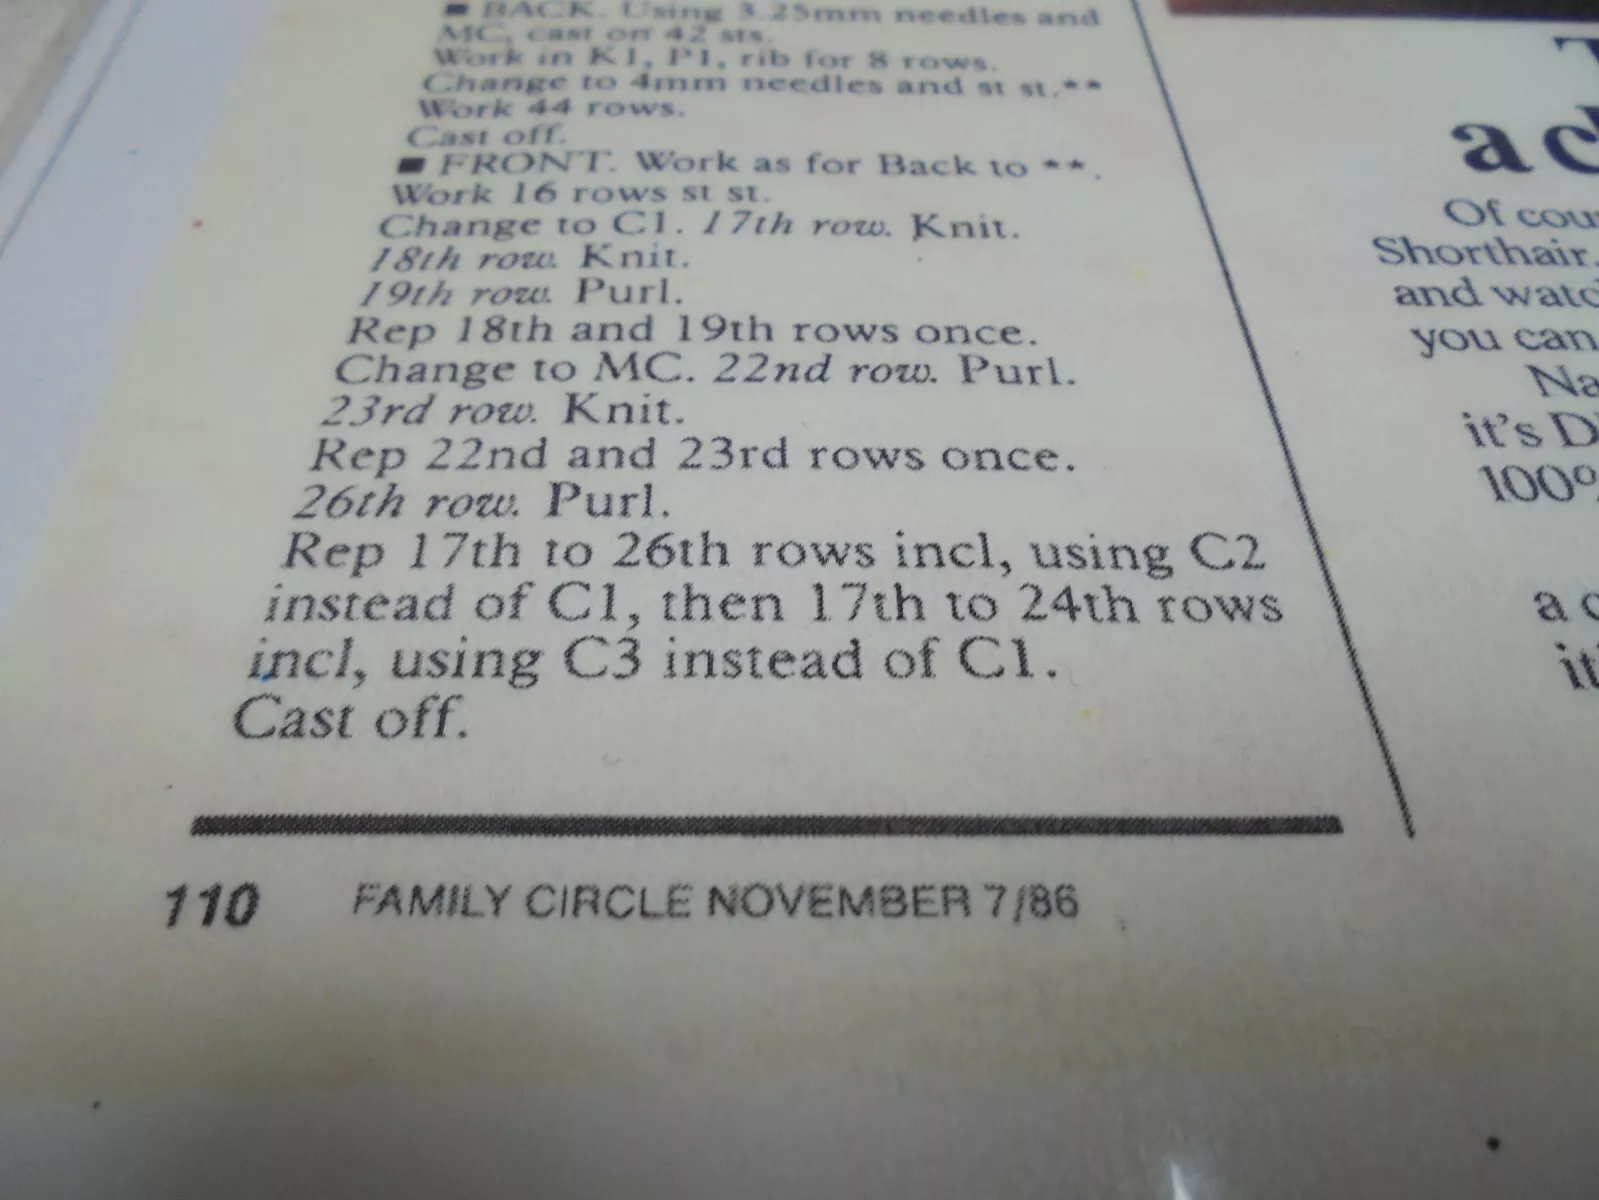 ■ BACK. Using 3.25mm needles and
MC, cast on 42 sts.
Work in K1, P1, rib for 8 rows.
Change to 4mm needles and st st.**
Work 44 rows.
Cast off.
■ FRONT. Work as for Back to **.
Work 16 rows st st.
Change to C1. 17th row. Knit.
18th row. Knit.
19th row. Purl.
Rep 18th and 19th rows once.
Change to MC. 22nd row. Purl.
23rd row. Knit.
Rep 22nd and 23rd rows once.
26th row. Purl.
Rep 17th to 26th rows incl, using C2
instead of C1, then 17th to 24th rows
incl, using C3 instead of C1.
Cast off.
110 FAMILY CIRCLE NOVEMBER 7/86
a
Of
Shorthair.
and
you can
it's
100%
a